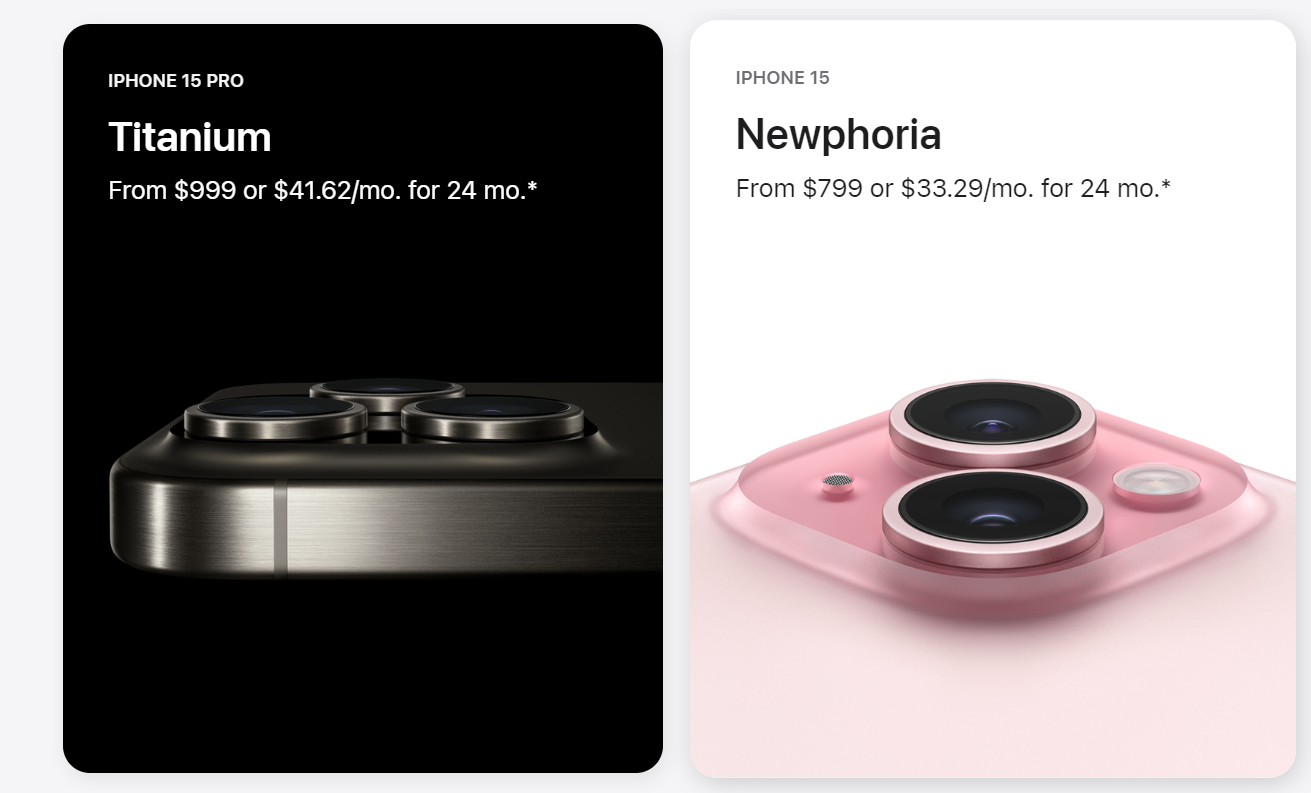 IPHONE 15 PRO
Titanium
From $999 or $41.62/mo. for 24 mo.*
IPHONE 15
Newphoria
From $799 or $33.29/mo. for 24 mo.*